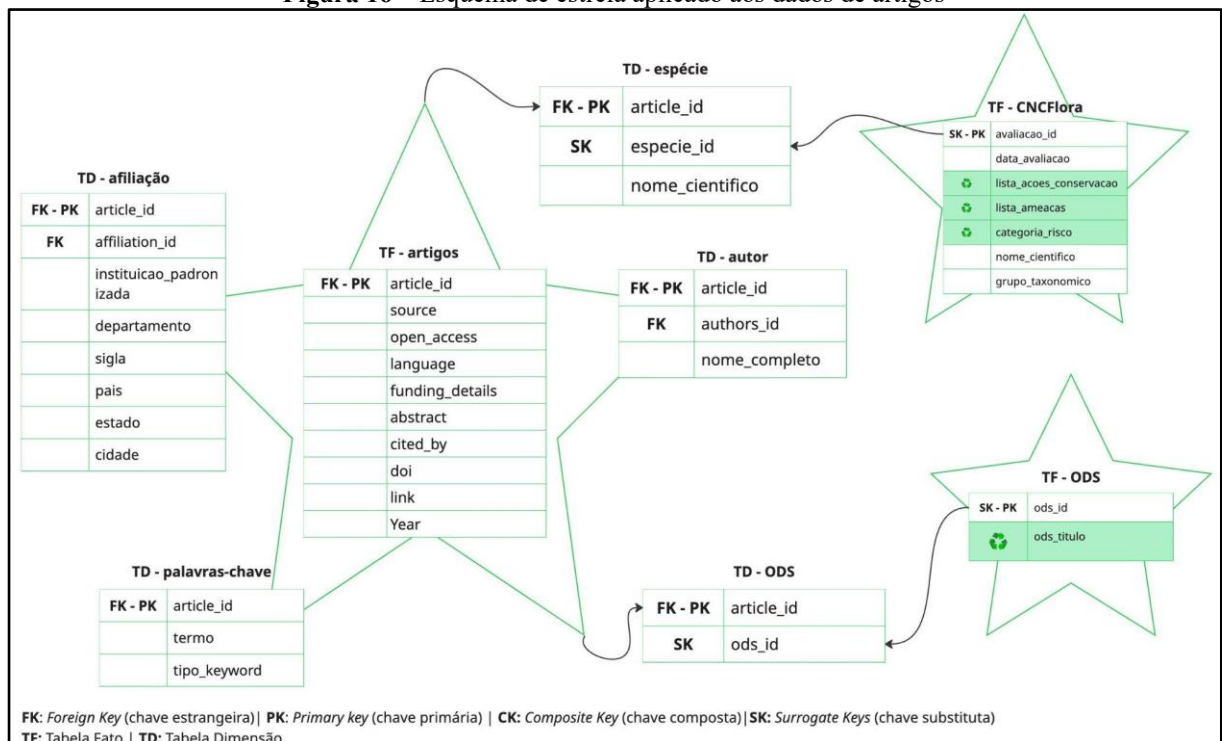 Figura 16 – Esquema de estrela aplicado aos dados de artigos
TD - espécie
FK - PK article_id
SK especie_id
nome_cientifico
TF - CNCFlora
SK - PK avaliacao_id
data_avaliacao
lista_acoes_conservacao
lista_ameacas
categoria_risco
nome_cientifico
grupo_taxonomico
TD - afiliação
FK - PK article_id
FK affiliation_id
instituicao_padron
izada
departamento
sigla
pais
estado
cidade
TF - artigos
FK - PK article_id
source
open_access
language
funding_details
abstract
cited_by
doi
link
Year
TD - autor
FK - PK article_id
FK authors_id
nome_completo
TF - ODS
SK - PK ods_id
ods_titulo
TD - palavras-chave
FK - PK article_id
termo
tipo_keyword
TD - ODS
FK - PK article_id
SK ods_id
FK: Foreign Key (chave estrangeira)| PK: Primary key (chave primária) | CK: Composite Key (chave composta)|SK: Surrogate Keys (chave substituta)
TF: Tabela Fato | TD: Tabela Dimensão